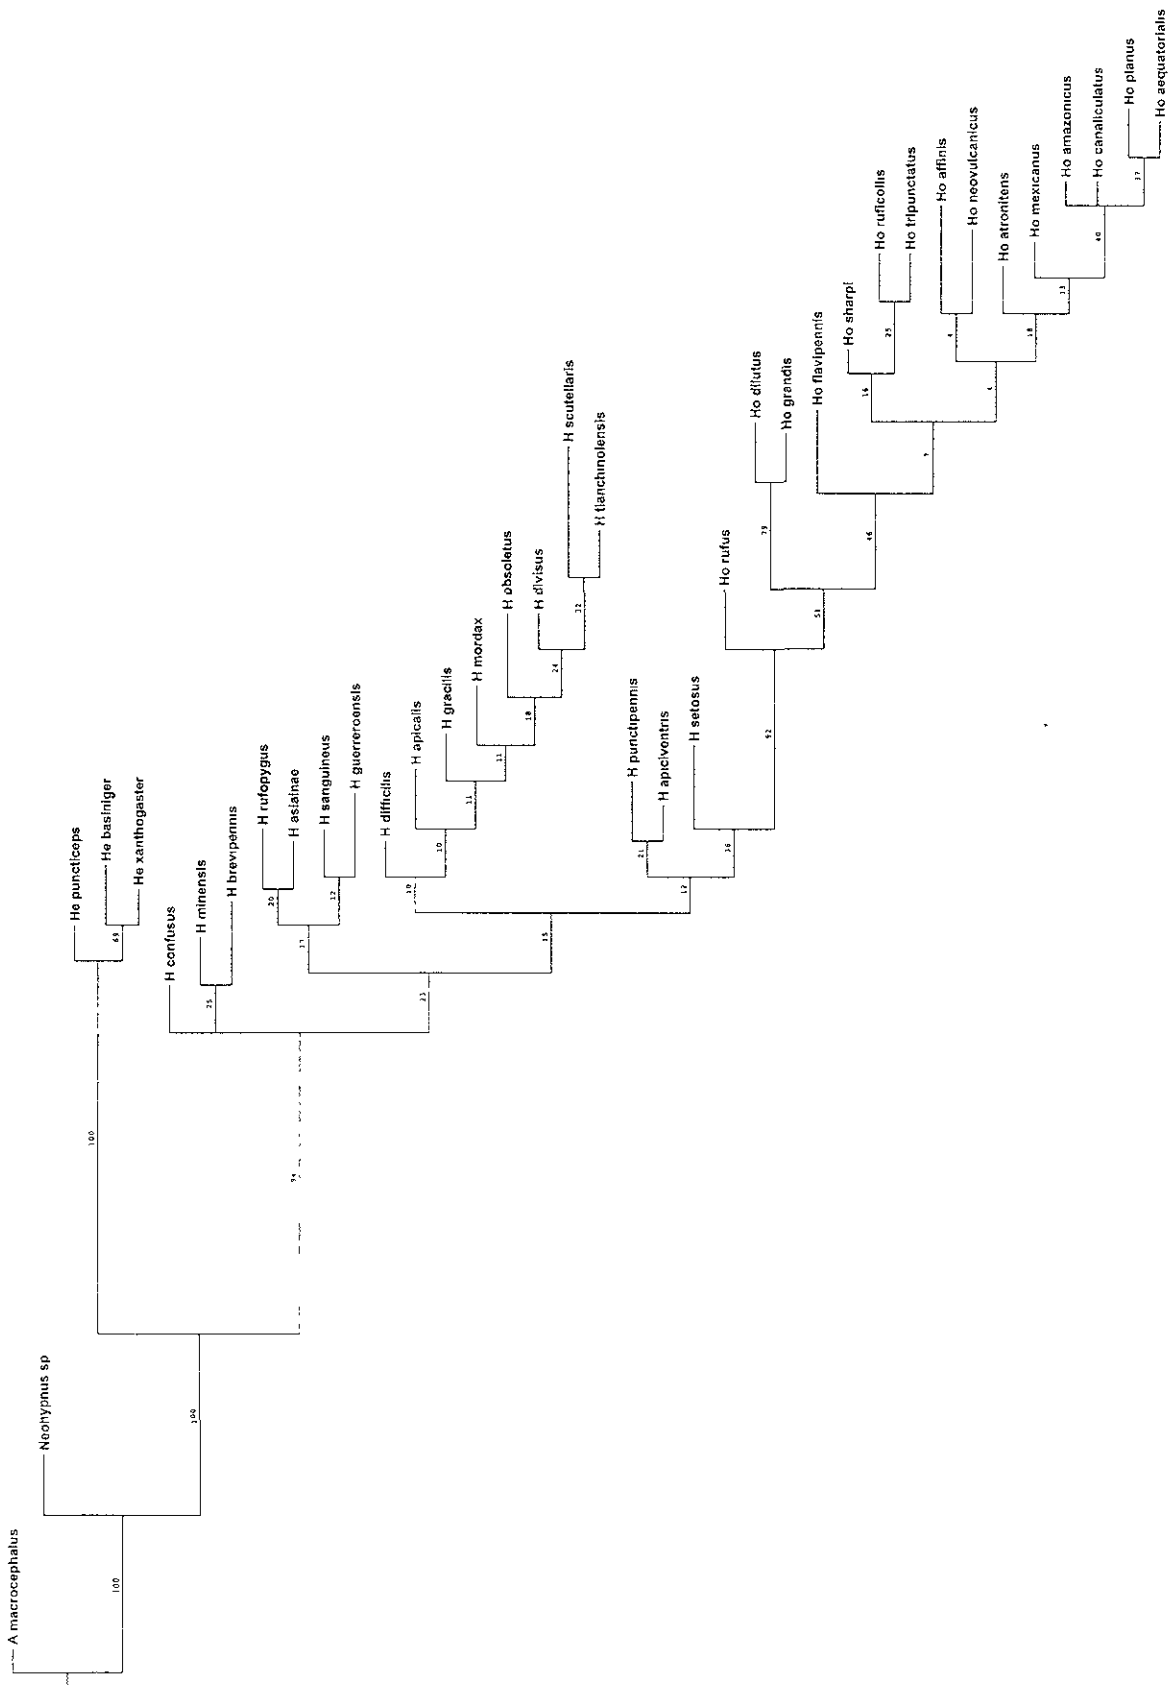 A macrocephalus
Neohypnus sp
He puncticeps
He basiniger
He xanthogaster
H confusus
H minensis
H brevipennis
H rufopygus
H asiainae
H sanguineus
H guerreroensis
H difficilis
H apicalis
H gracilis
H mordax
H obsoletus
H divisus
H scutellaris
H tlanchinolensis
H punctipennis
H apiciventris
H setosus
Ho rufus
Ho dilutus
Ho grandis
Ho flavipennis
Ho sharpi
Ho ruficollis
Ho tripunctatus
Ho affinis
Ho neovulcanicus
Ho atronitens
Ho mexicanus
Ho amazonicus
Ho canaliculatus
Ho planus
Ho aequatorialis
100
100
100
69
94
25
23
20
12
15
10
10
11
11
18
24
32
12
21
36
92
51
79
46
16
25
4
18
13
40
37